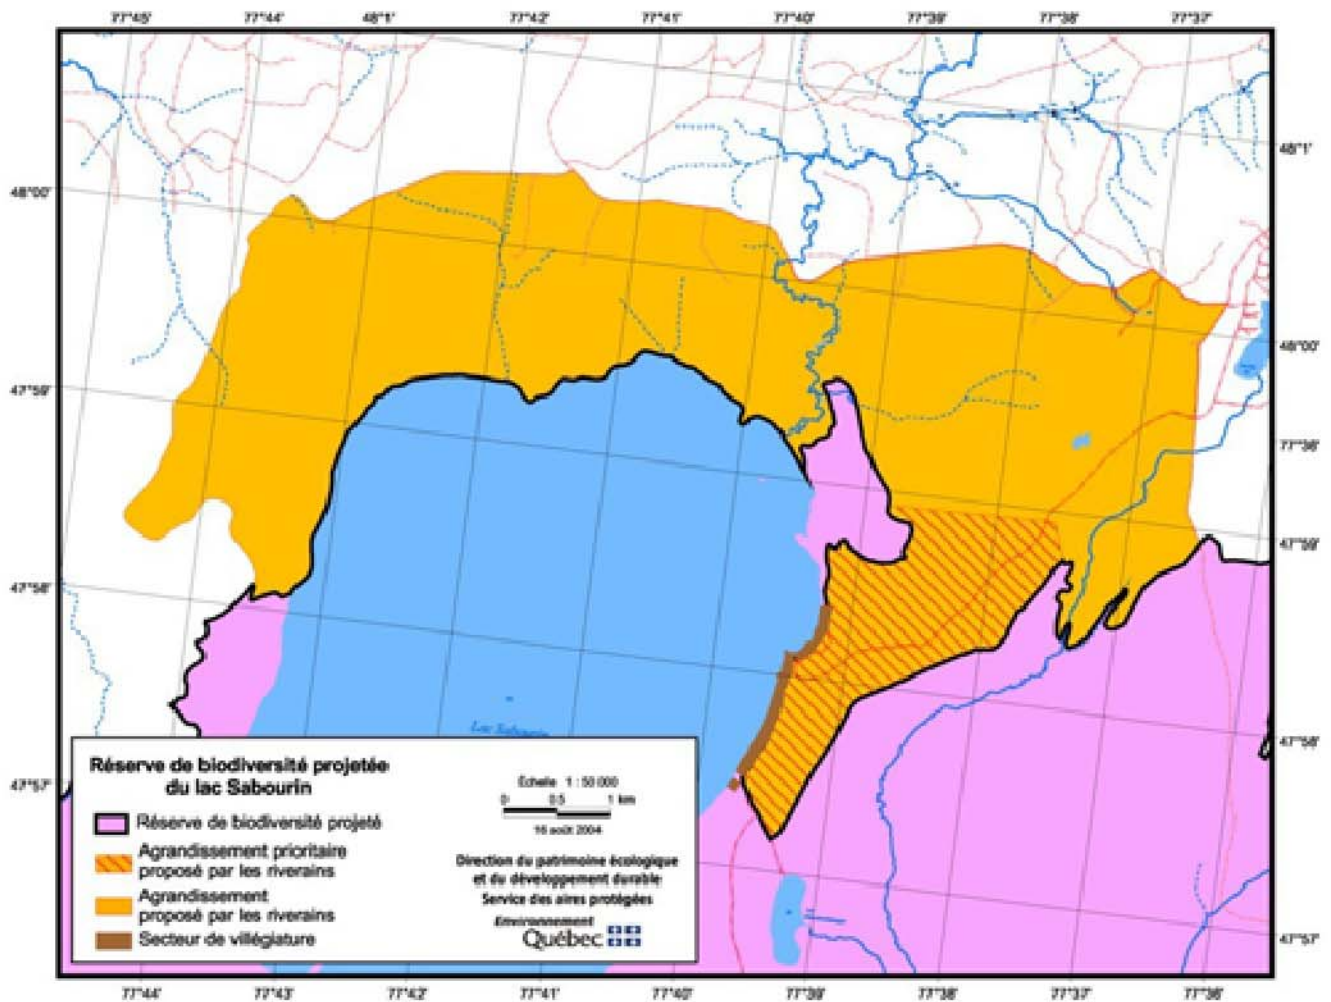 77°45' 77°44' 48°1' 77°42' 77°41' 77°40' 77°39' 77°38' 77°37'
48°1'
48°00'
48°00'
47°59'
77°36'
47°59'
47°58'
Lac Sabourin
47°58'
47°57'
Réserve de biodiversité projetée
du lac Sabourin
Réserve de biodiversité projeté
Agrandissement prioritaire
proposé par les riverains
Agrandissement
proposé par les riverains
Secteur de villégiature
Échelle 1 : 50 000
0 0.5 1 km
16 août 2004
Direction du patrimoine écologique
et du développement durable
Service des aires protégées
Environnement
Québec
47°57'
77°44' 77°43' 77°42' 77°41' 77°40' 77°39' 77°38' 77°37' 77°36'